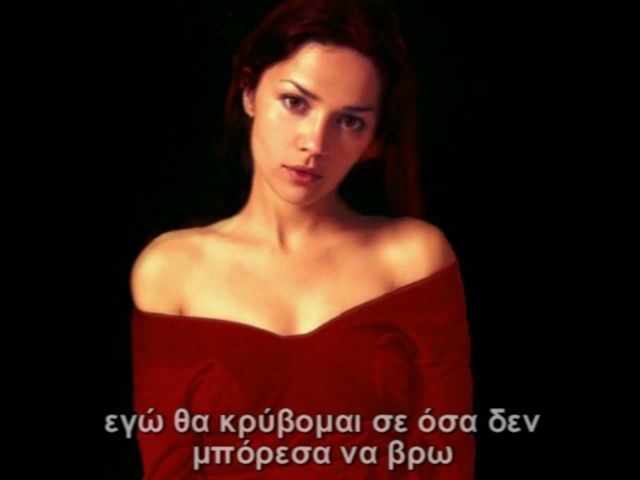 εγώ θα κρύβομαι σε όσα δεν
μπόρεσα να βρω